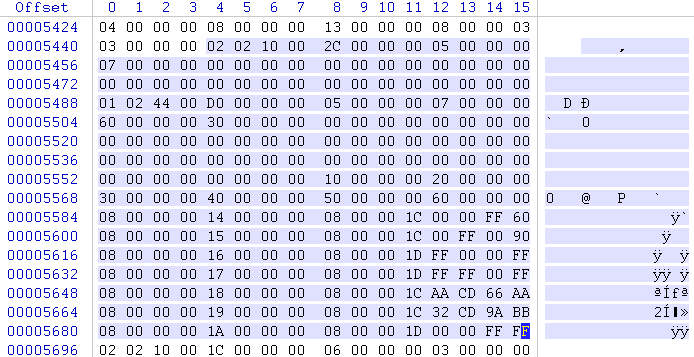 Offset 0 1 2 3 4 5 6 7 8 9 10 11 12 13 14 15
00005424 04 00 00 00 08 00 00 00 13 00 00 00 08 00 00 03
00005440 03 00 00 00 02 02 10 00 2C 00 00 00 05 00 00 00 ,
00005456 07 00 00 00 00 00 00 00 00 00 00 00 00 00 00 00
00005472 00 00 00 00 00 00 00 00 00 00 00 00 00 00 00 00
00005488 01 02 44 00 D0 00 00 00 05 00 00 00 07 00 00 00 D Ð
00005504 60 00 00 00 30 00 00 00 00 00 00 00 00 00 00 00 ` 0
00005520 00 00 00 00 00 00 00 00 00 00 00 00 00 00 00 00
00005536 00 00 00 00 00 00 00 00 00 00 00 00 00 00 00 00
00005552 00 00 00 00 00 00 00 00 10 00 00 00 20 00 00 00
00005568 30 00 00 00 40 00 00 00 50 00 00 00 60 00 00 00 0 @ P `
00005584 08 00 00 00 14 00 00 00 08 00 00 1C 00 00 FF 60 ÿ`
00005600 08 00 00 00 15 00 00 00 08 00 00 1C 00 FF 00 90 ÿ
00005616 08 00 00 00 16 00 00 00 08 00 00 1D FF 00 00 FF ÿ ÿ
00005632 08 00 00 00 17 00 00 00 08 00 00 1D FF FF 00 FF ÿÿ ÿ
00005648 08 00 00 00 18 00 00 00 08 00 00 1C AA CD 66 AA ªÍfª
00005664 08 00 00 00 19 00 00 00 08 00 00 1C 32 CD 9A BB 2Í »
00005680 08 00 00 00 1A 00 00 00 08 00 00 1D 00 00 FF FF ÿÿ
00005696 02 02 10 00 1C 00 00 00 06 00 00 00 03 00 00 00